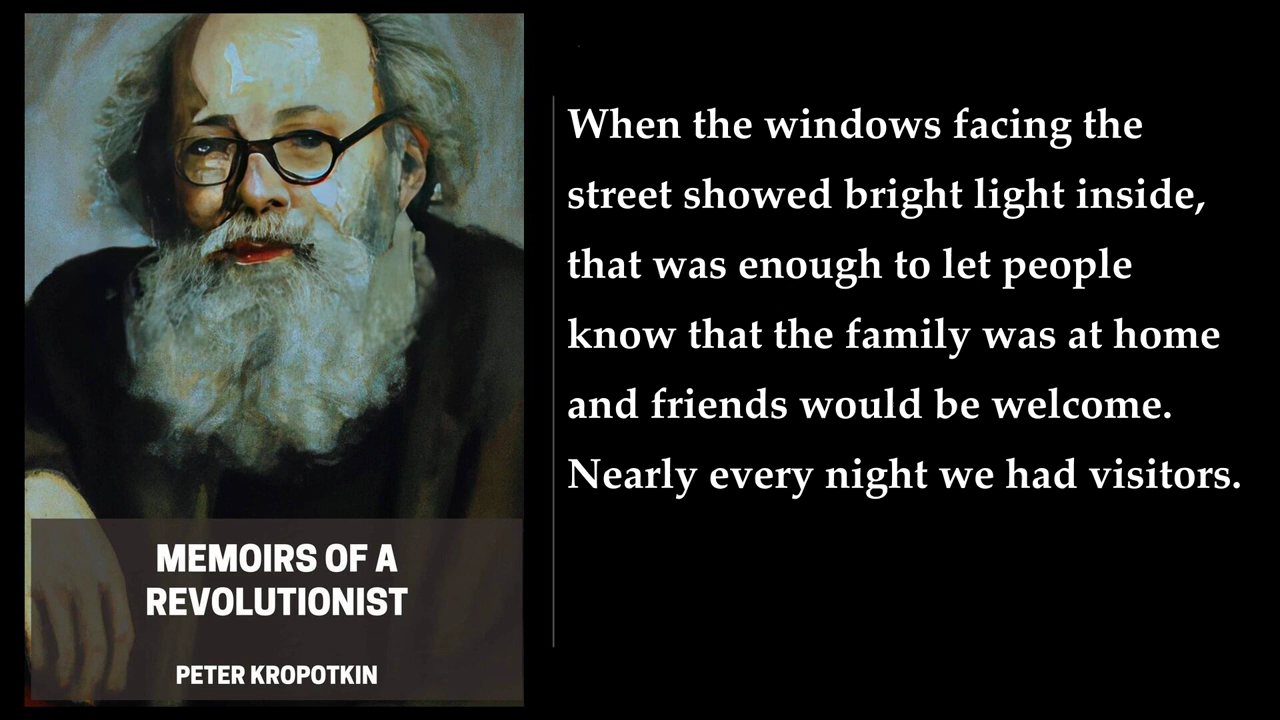 When the windows facing the
street showed bright light inside,
that was enough to let people
know that the family was at home
and friends would be welcome.
Nearly every night we had visitors.
MEMOIRS OF A
REVOLUTIONIST
PETER KROPOTKIN